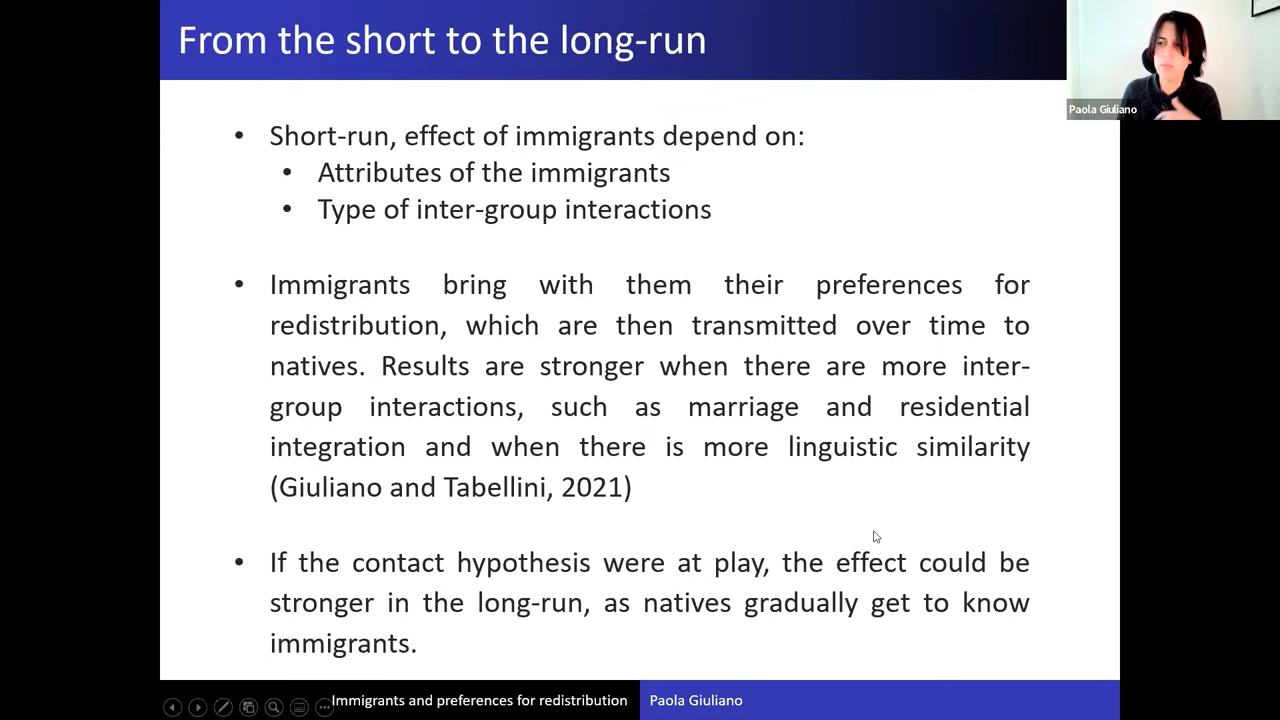 From the short to the long-run
Paola Giuliano
• Short-run, effect of immigrants depend on:
• Attributes of the immigrants
• Type of inter-group interactions
• Immigrants bring with them their preferences for
redistribution, which are then transmitted over time to
natives. Results are stronger when there are more inter-
group interactions, such as marriage and residential
integration and when there is more linguistic similarity
(Giuliano and Tabellini, 2021)
• If the contact hypothesis were at play, the effect could be
stronger in the long-run, as natives gradually get to know
immigrants.
Immigrants and preferences for redistribution
Paola Giuliano